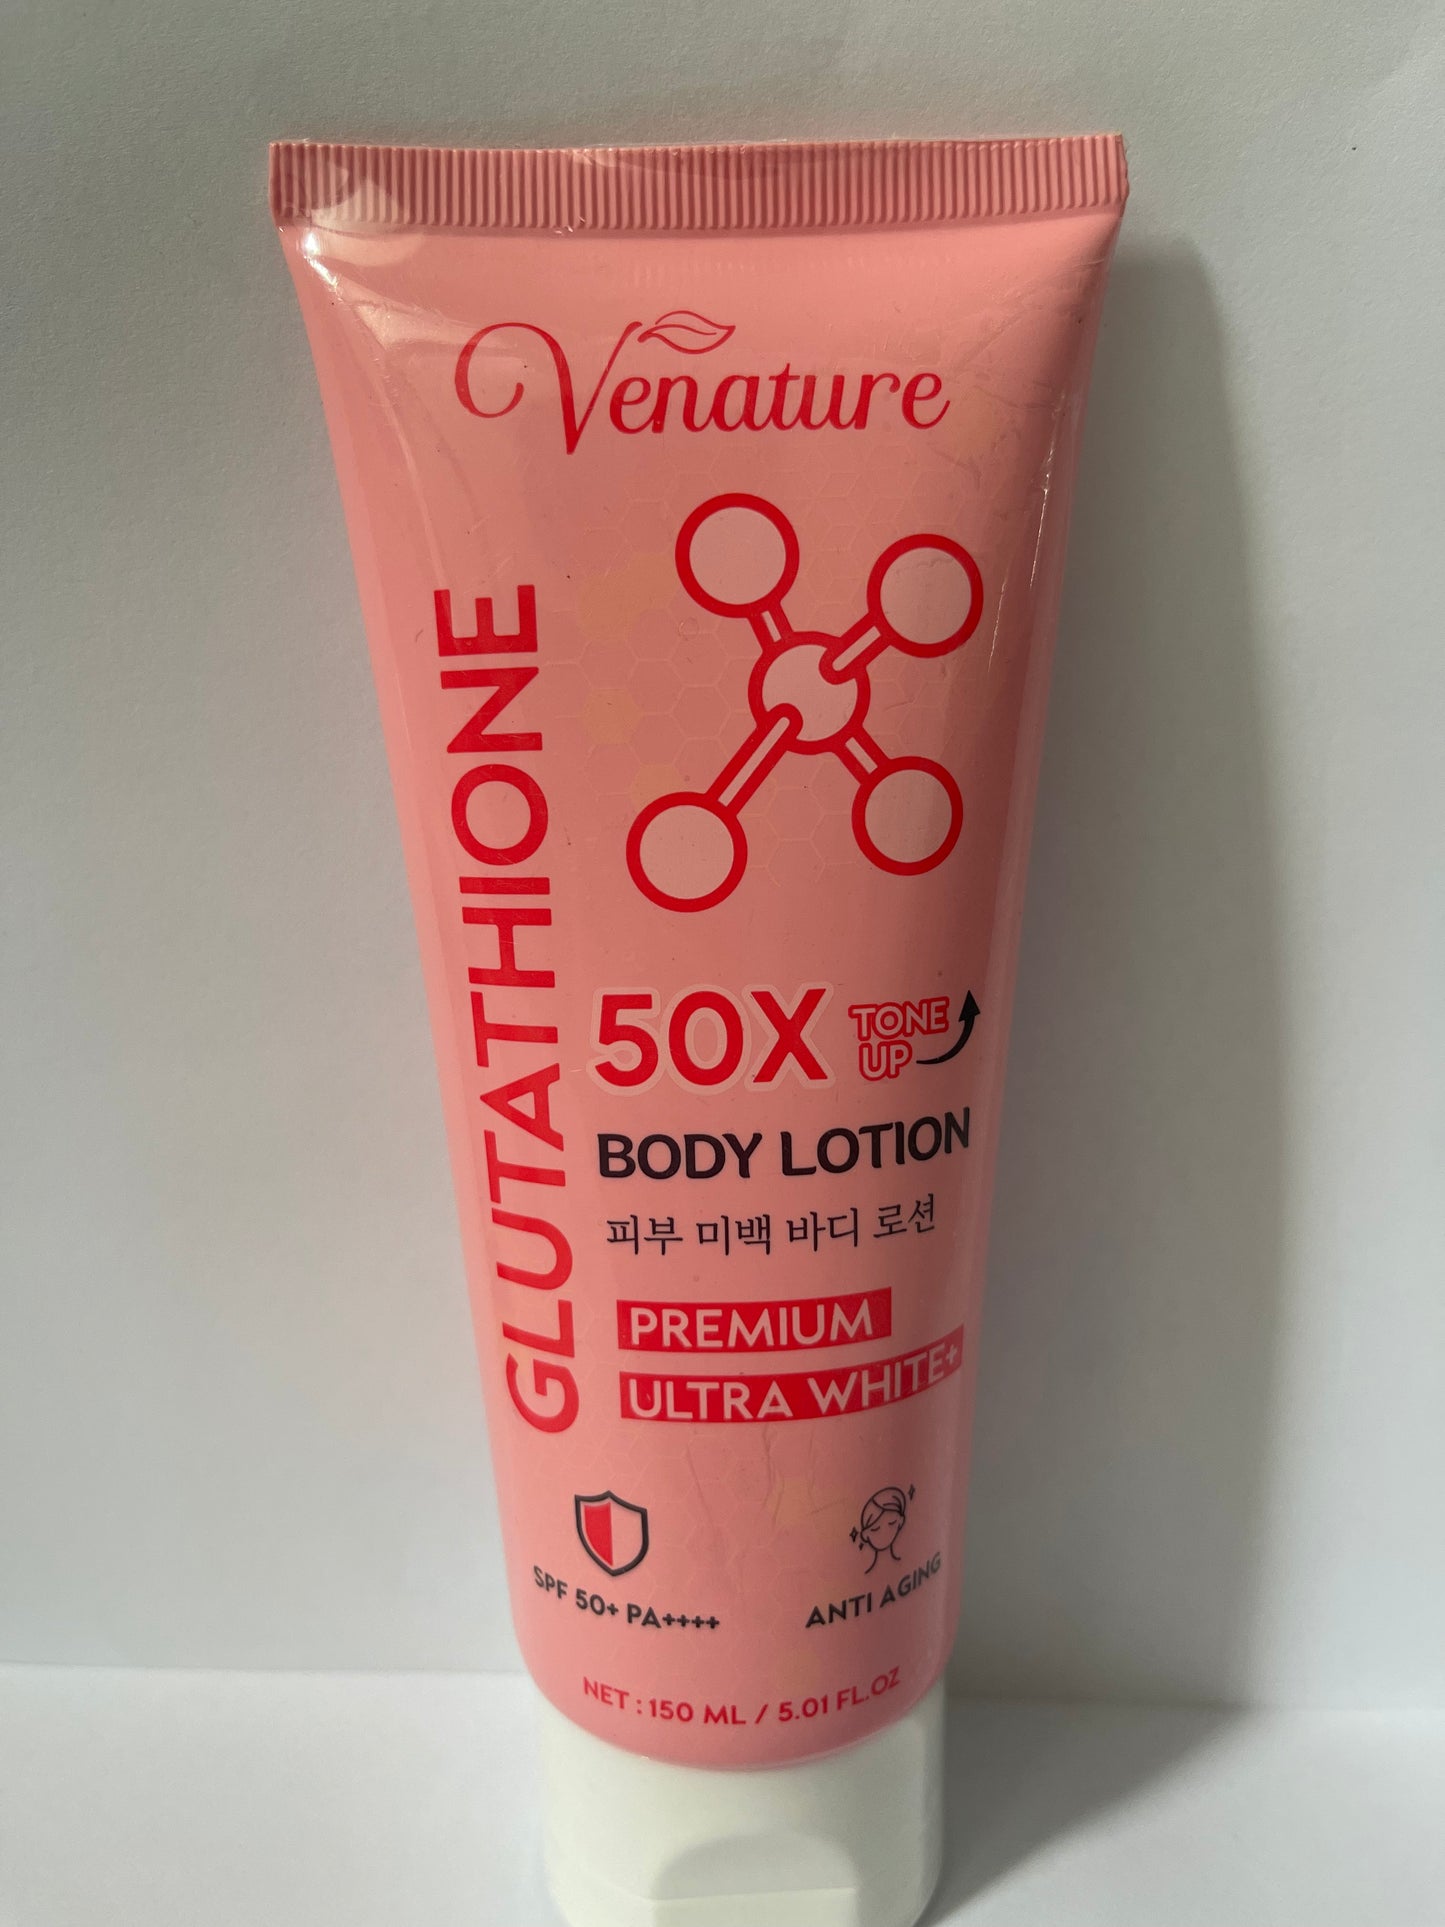 Venature
GLUTATHIONE
50X
TONE
UP
BODY LOTION
피부 미백 바디 로션
PREMIUM
ULTRA WHITE+
SPF 50+ PA++++
ANTI AGING
NET : 150 ML / 5.01 FL.OZ